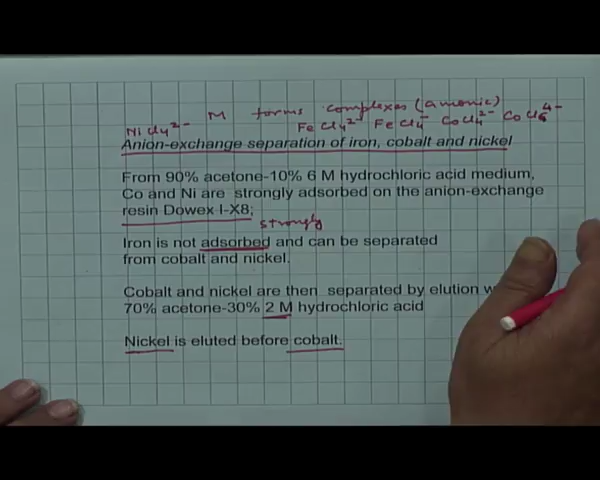 M forms complexes (anionic)
NiCl₄²⁻ FeCl₄²⁻ FeCl₄⁻ CoCl₄²⁻ CoCl₆⁴⁻
Anion-exchange separation of iron, cobalt and nickel
From 90% acetone-10% 6 M hydrochloric acid medium,
Co and Ni are strongly adsorbed on the anion-exchange
resin Dowex I-X8;
strongly
Iron is not adsorbed and can be separated
from cobalt and nickel.
Cobalt and nickel are then separated by elution
70% acetone-30% 2 M hydrochloric acid
Nickel is eluted before cobalt.